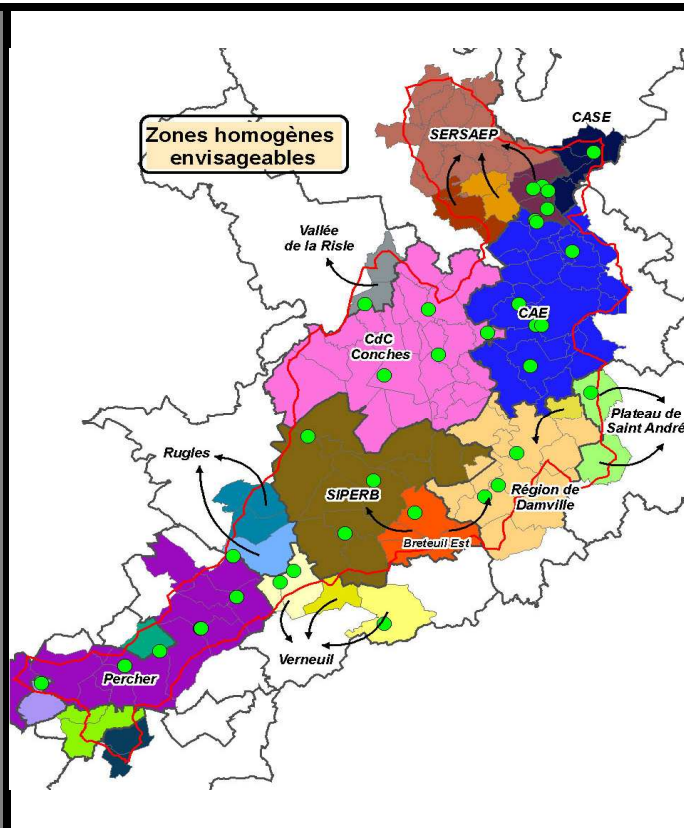 Zones homogènes
envisageables
CASE
SERSAEP
Vallée
de la Risle
CAE
CdC
Conches
Plateau de
Saint André
Rugles
SIPERB
Région de
Damville
Breteuil Est
Verneuil
Percher